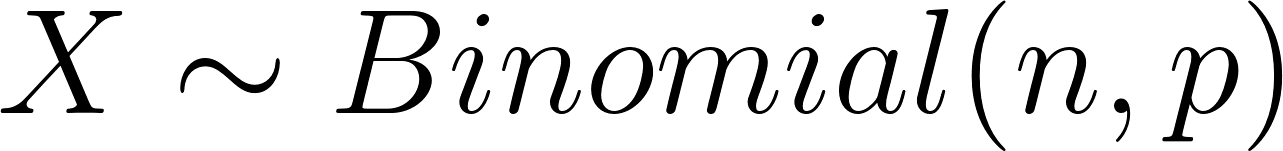 X ∼ Binomial(n, p)